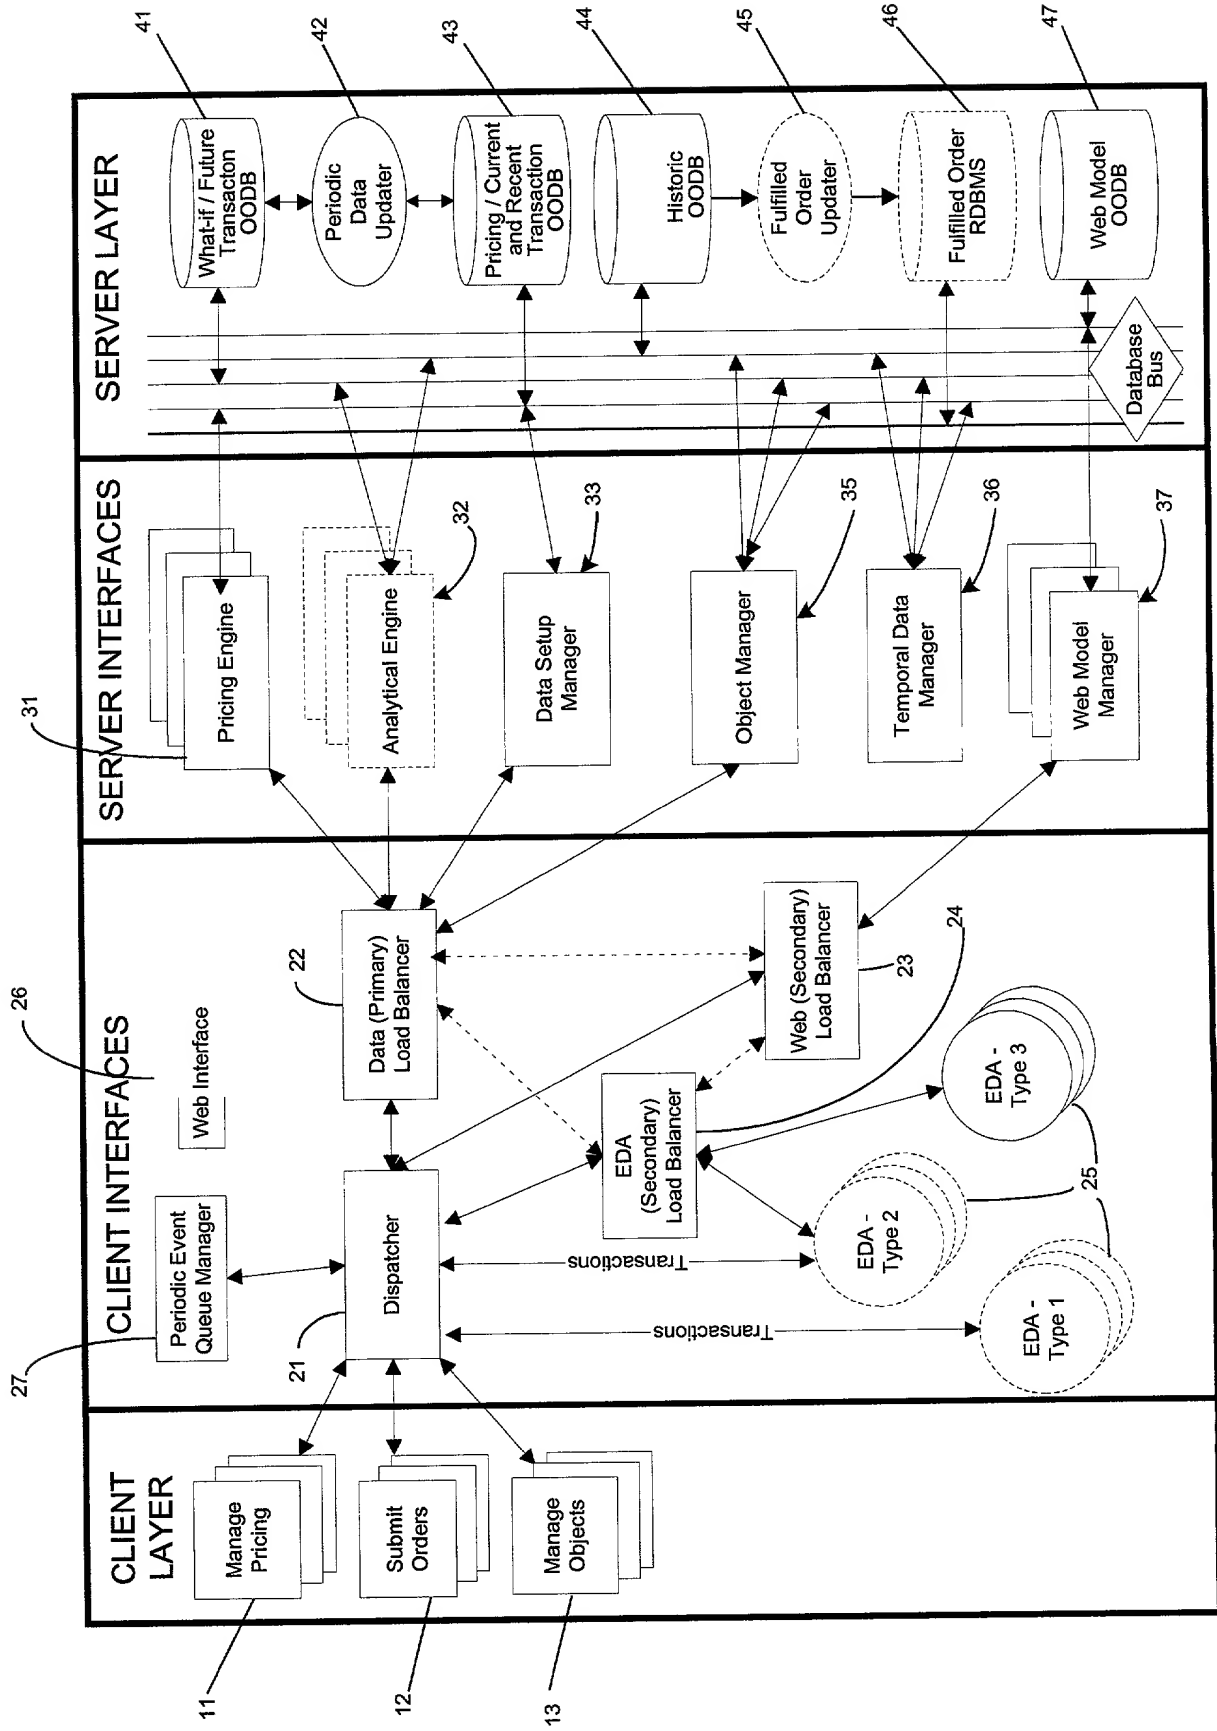 CLIENT
LAYER
CLIENT INTERFACES
SERVER INTERFACES
SERVER LAYER
11
Manage
Pricing
12
Submit
Orders
13
Manage
Objects
27
Periodic Event
Queue Manager
26
Web Interface
21
Dispatcher
22
Data (Primary)
Load Balancer
EDA
(Secondary)
Load Balancer
24
Web (Secondary)
Load Balancer
23
Transactions
Transactions
EDA -
Type 1
EDA -
Type 2
EDA -
Type 3
25
31
Pricing Engine
Analytical Engine
32
Data Setup
Manager
33
Object Manager
35
Temporal Data
Manager
36
Web Model
Manager
37
What-if / Future
Transacton
OODB
41
Periodic
Data
Updater
42
Pricing / Current
and Recent
Transaction
OODB
43
Historic
OODB
44
Fulfilled
Order
Updater
45
Fulfilled Order
RDBMS
46
Web Model
OODB
47
Database
Bus